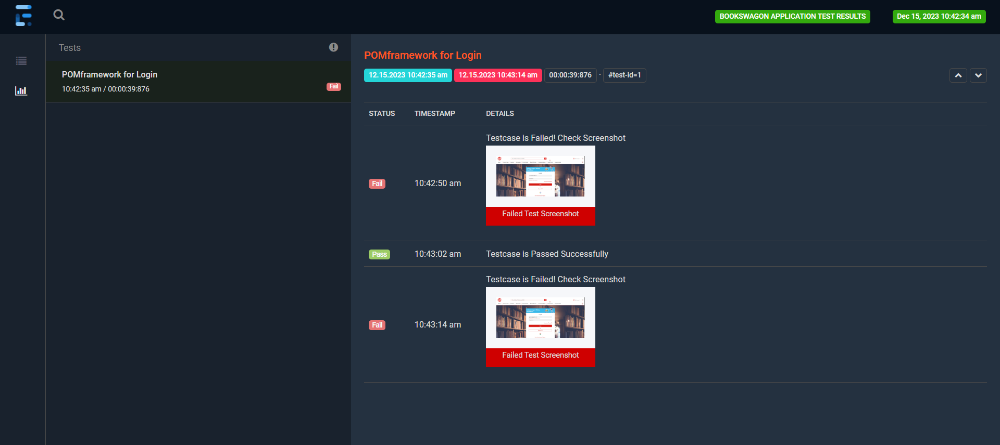 BOOKSWAGON APPLICATION TEST RESULTS
Dec 15, 2023 10:42:34 am
Tests
POMframework for Login
10:42:35 am / 00:00:39:876
Fail
POMframework for Login
12.15.2023 10:42:35 am 12.15.2023 10:43:14 am 00:00:39:876 · #test-id=1
STATUS TIMESTAMP DETAILS
Testcase is Failed! Check Screenshot
Fail 10:42:50 am
Failed Test Screenshot
Pass 10:43:02 am Testcase is Passed Successfully
Testcase is Failed! Check Screenshot
Fail 10:43:14 am
Failed Test Screenshot